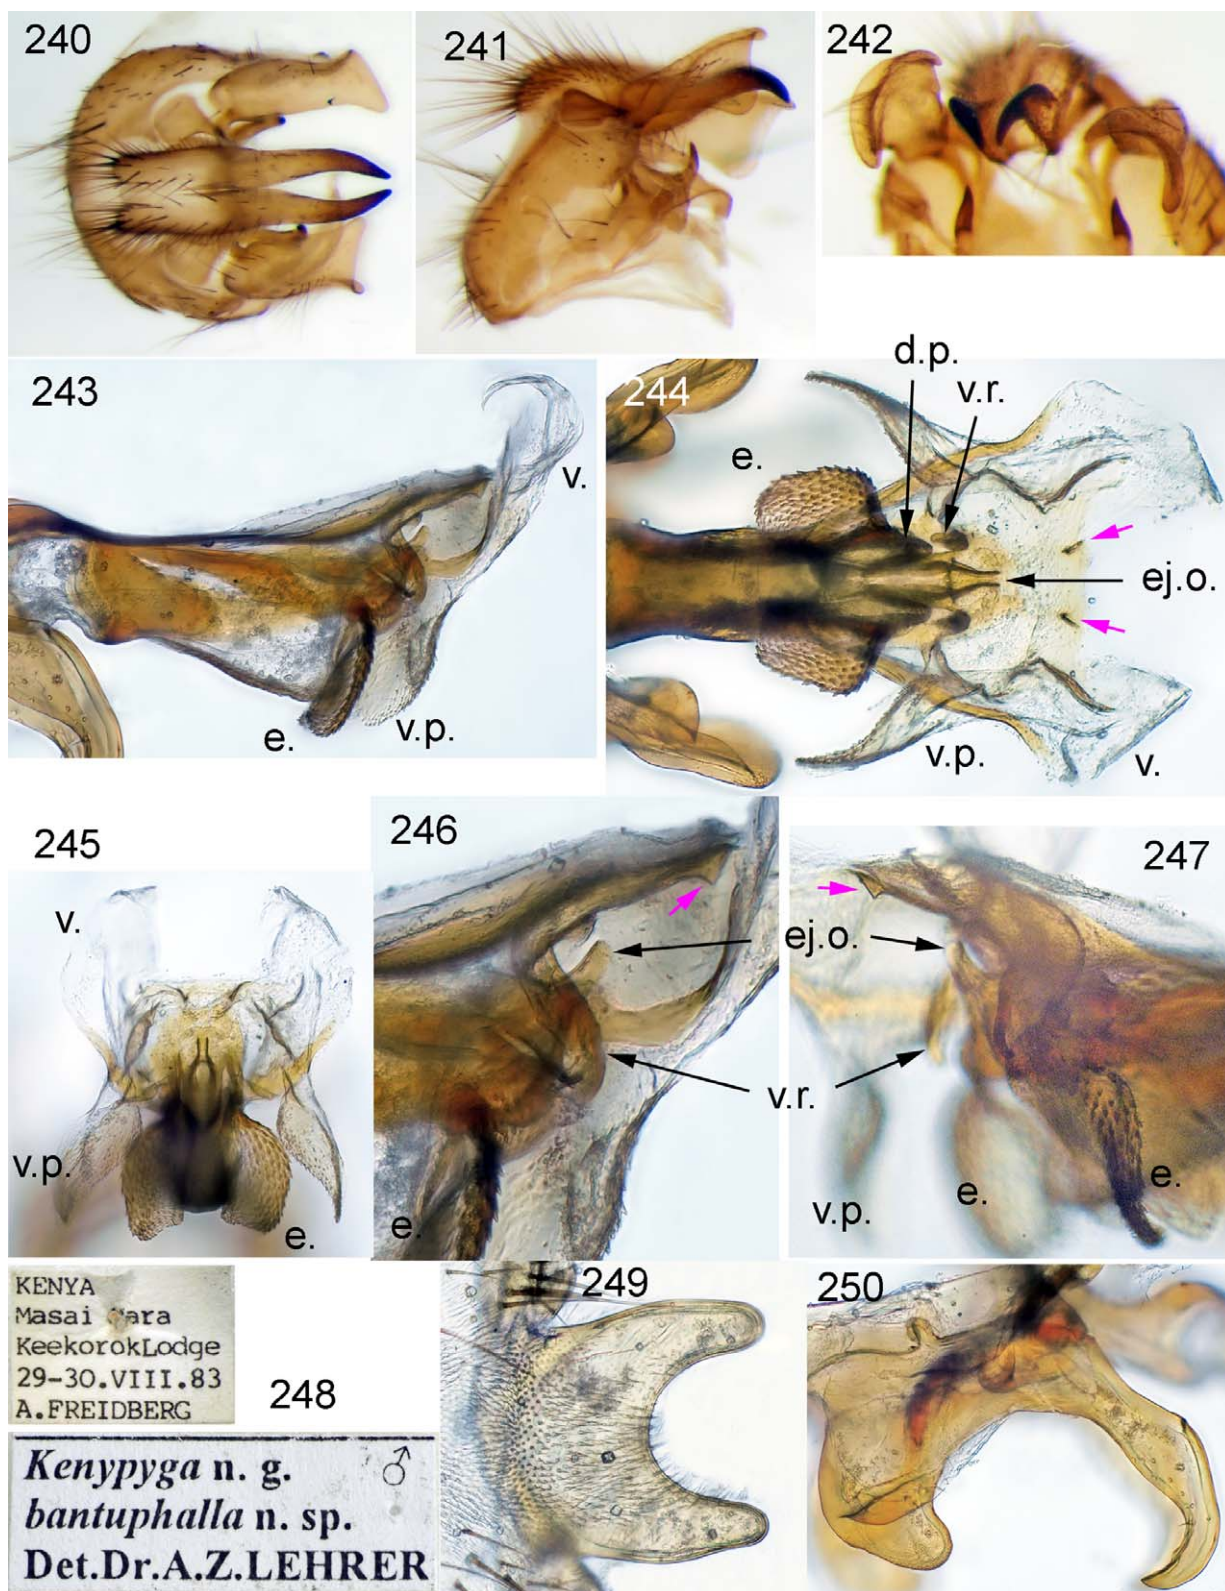 240
241
242
243
v.
e.
v.p.
244
d.p.
v.r.
e.
ej.o.
v.p.
v.
245
v.
v.p.
e.
246
247
ej.o.
v.r.
e.
v.p.
e.
e.
KENYA
Masai
KeekorokLodge
29-30.VIII.83
A.FREIDBERG
248
Kenypyga n. g. ♂
bantuphalla n. sp.
Det.Dr.A.Z.LEHRER
249
250